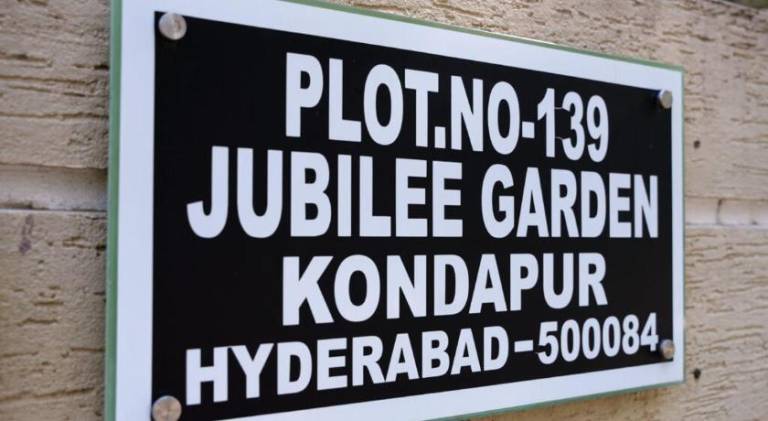 PLOT.NO-139
JUBILEE GARDEN
KONDAPUR
HYDERABAD-500084